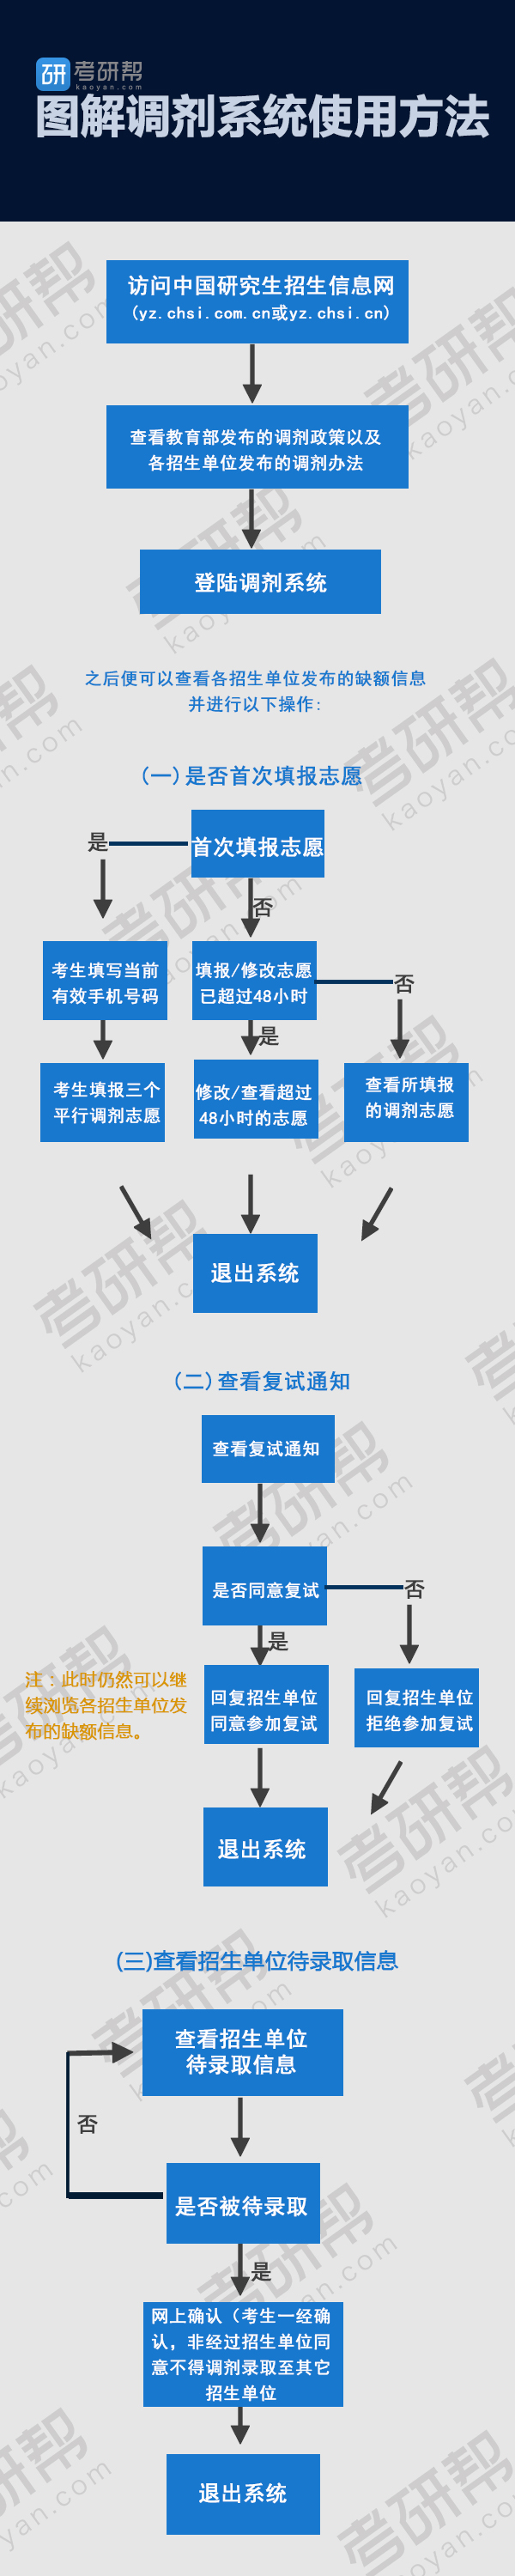 研 考研帮
kaoyan.com
图解调剂系统使用方法
访问中国研究生招生信息网
(yz.chsi.com.cn或yz.chsi.cn)
查看教育部发布的调剂政策以及
各招生单位发布的调剂办法
登陆调剂系统
之后便可以查看各招生单位发布的缺额信息
并进行以下操作：
(一)是否首次填报志愿
首次填报志愿
是
否
考生填写当前
有效手机号码
填报/修改志愿
已超过48小时
否
是
考生填报三个
平行调剂志愿
修改/查看超过
48小时的志愿
查看所填报
的调剂志愿
退出系统
(二)查看复试通知
查看复试通知
是否同意复试
否
是
注：此时仍然可以继
续浏览各招生单位发
布的缺额信息。
回复招生单位
同意参加复试
回复招生单位
拒绝参加复试
退出系统
(三)查看招生单位待录取信息
查看招生单位
待录取信息
否
是否被待录取
是
网上确认（考生一经确
认，非经过招生单位同
意不得调剂录取至其它
招生单位
退出系统
考研帮
kaoyan.com